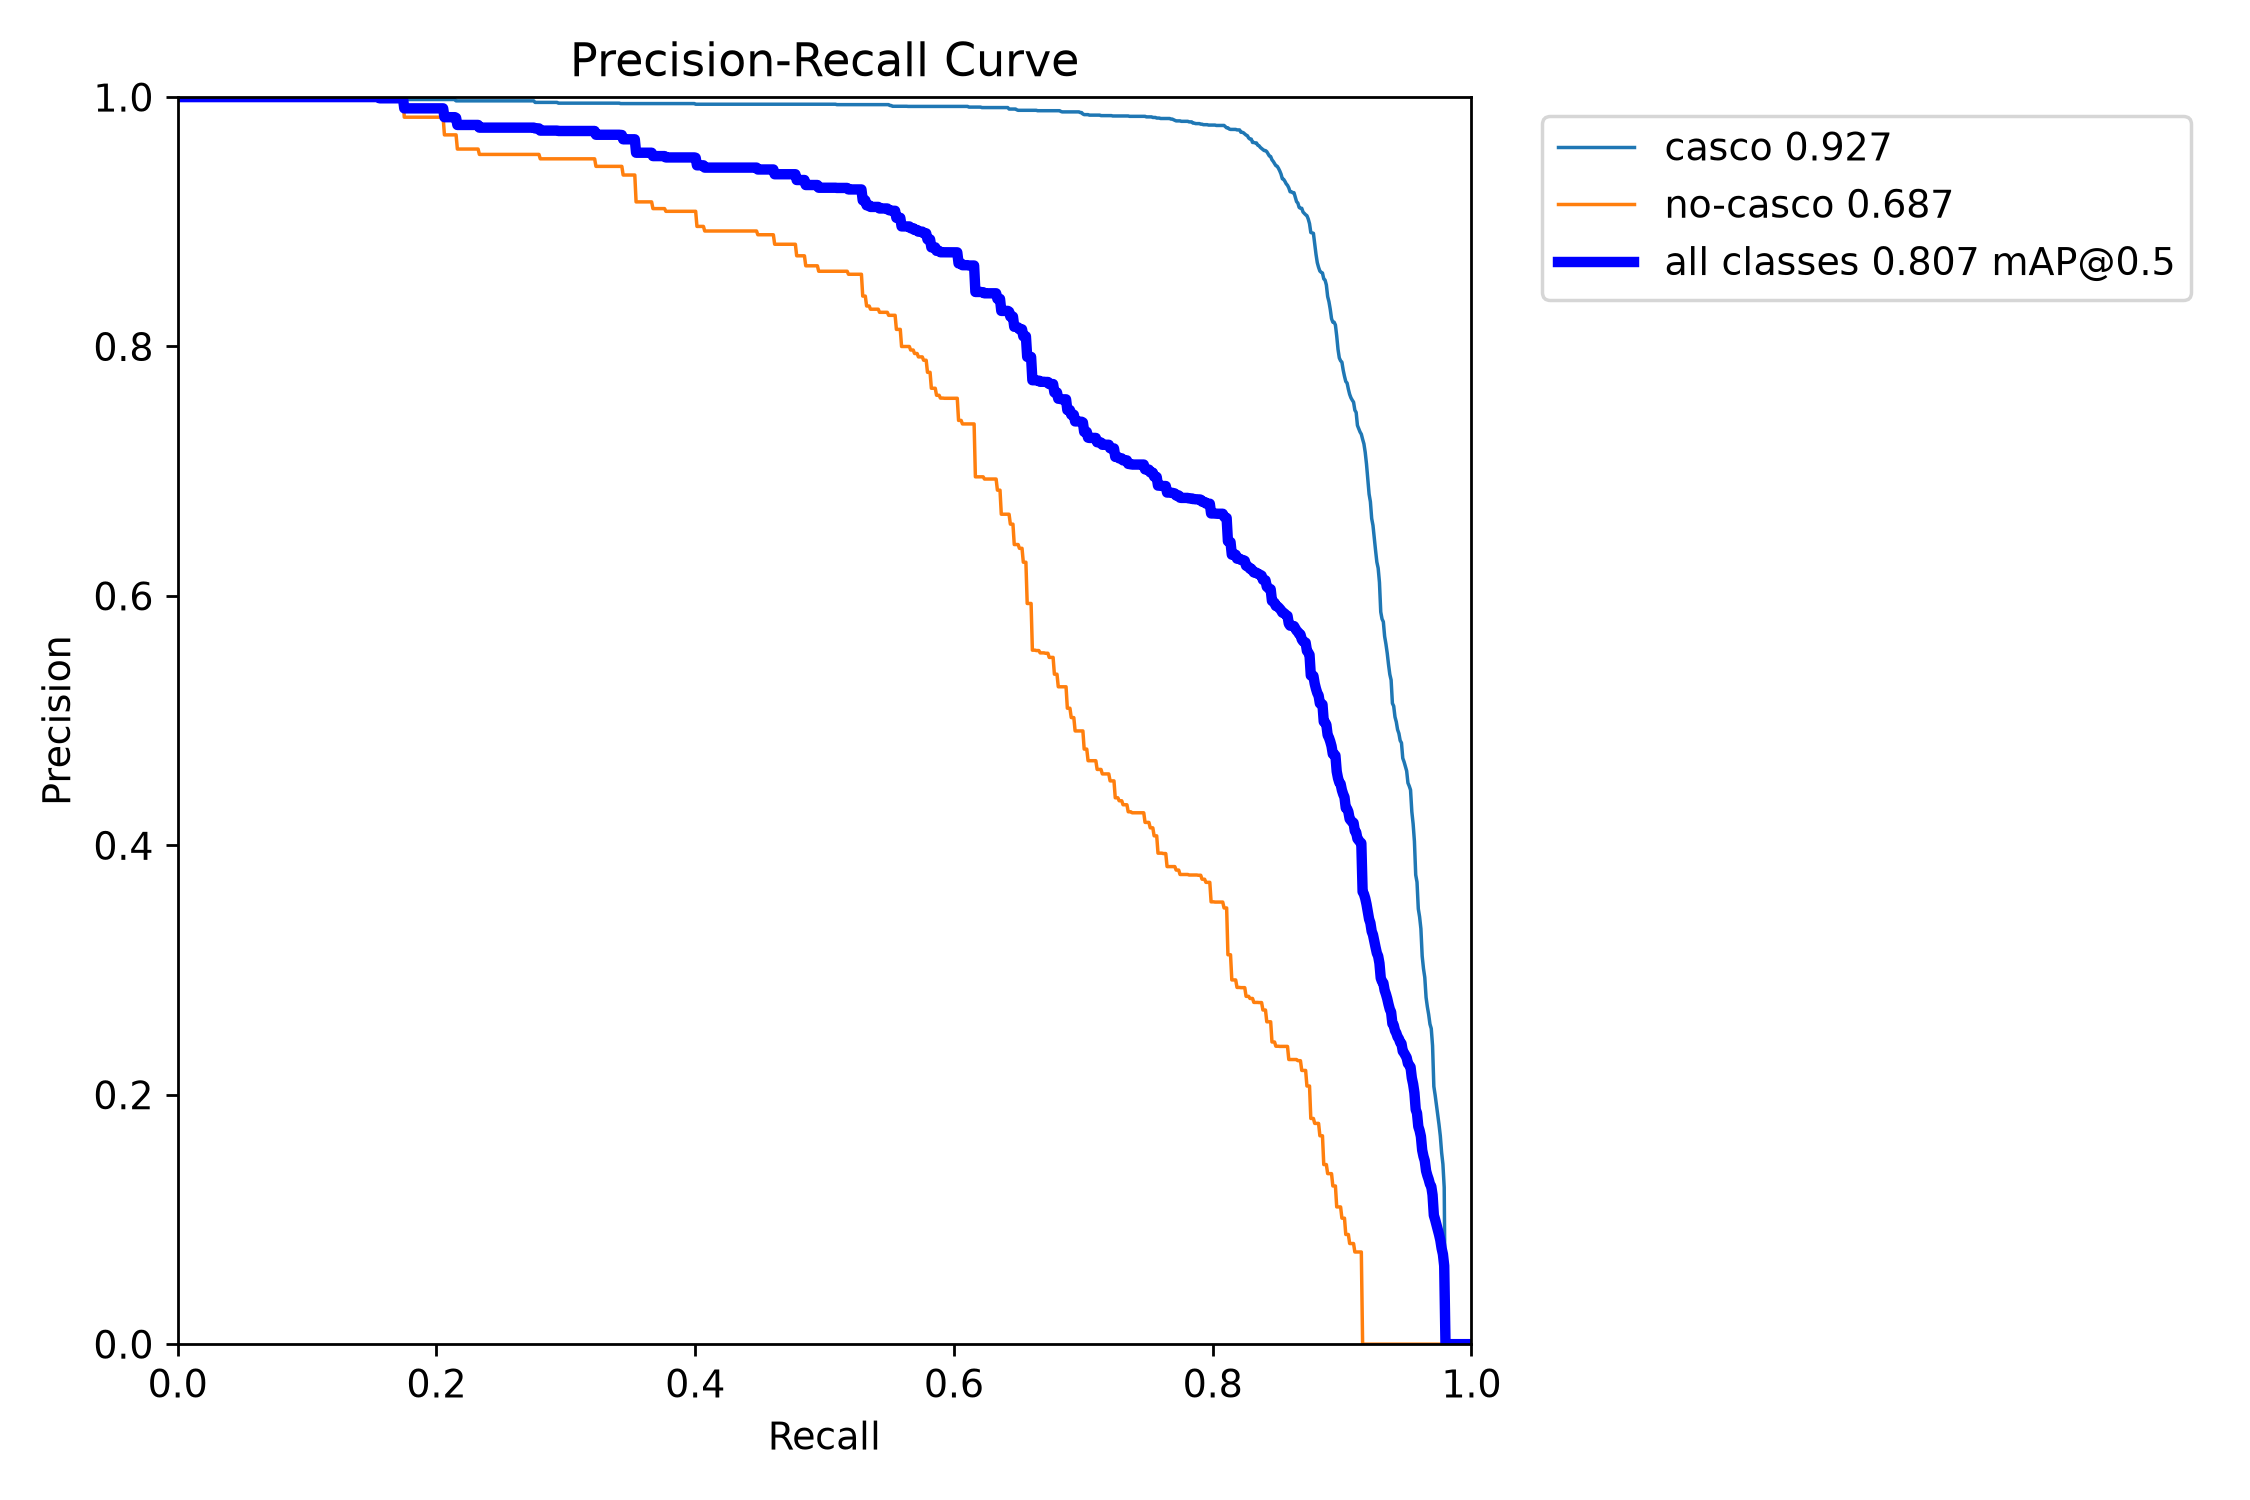 Precision-Recall Curve
1.0
0.8
0.6
0.4
0.2
0.0
Precision
0.0 0.2 0.4 0.6 0.8 1.0
Recall
casco 0.927
no-casco 0.687
all classes 0.807 mAP@0.5